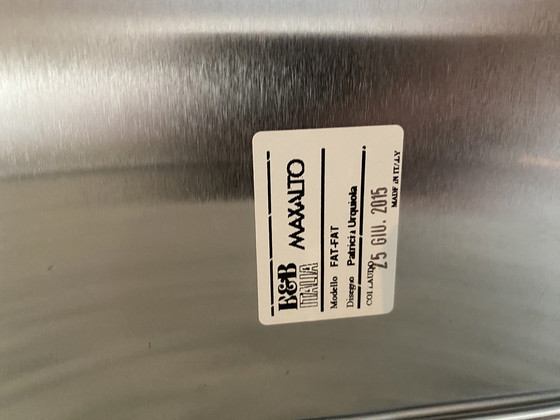 B&B
ITALIA MAXALTO
Modello FAT-FAT
Disegno Patricia Urquiola
COLLAUDO 25 GIU. 2015
MADE IN ITALY